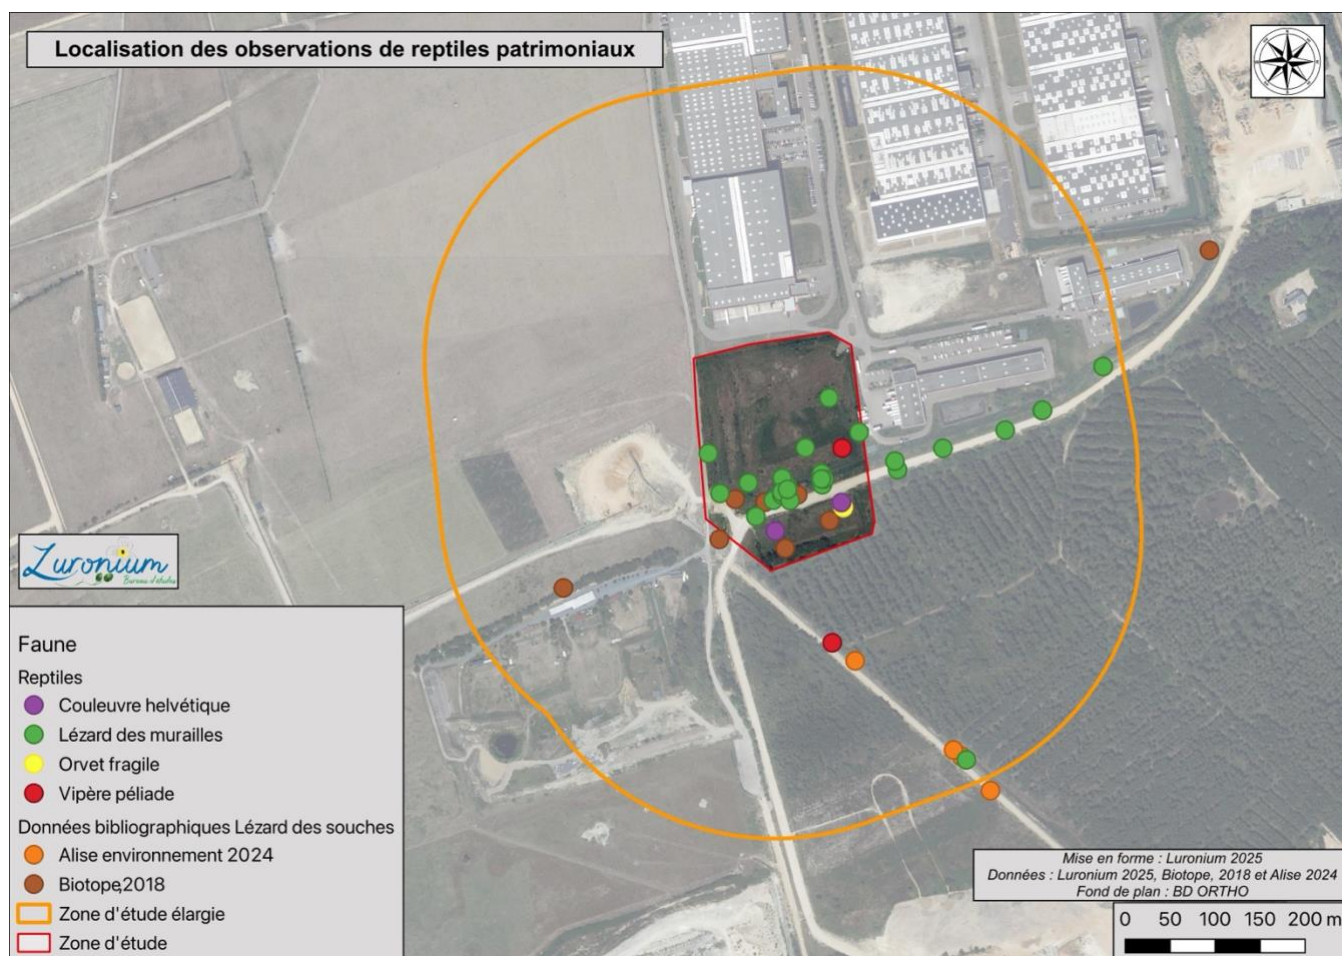 Localisation des observations de reptiles patrimoniaux
Luronium
Bureau d'études
Faune
Reptiles
Couleuvre helvétique
Lézard des murailles
Orvet fragile
Vipère péliade
Données bibliographiques Lézard des souches
Alise environnement 2024
Biotope,2018
Zone d'étude élargie
Zone d'étude
Mise en forme : Luronium 2025
Données : Luronium 2025, Biotope, 2018 et Alise 2024
Fond de plan : BD ORTHO
0 50 100 150 200 m